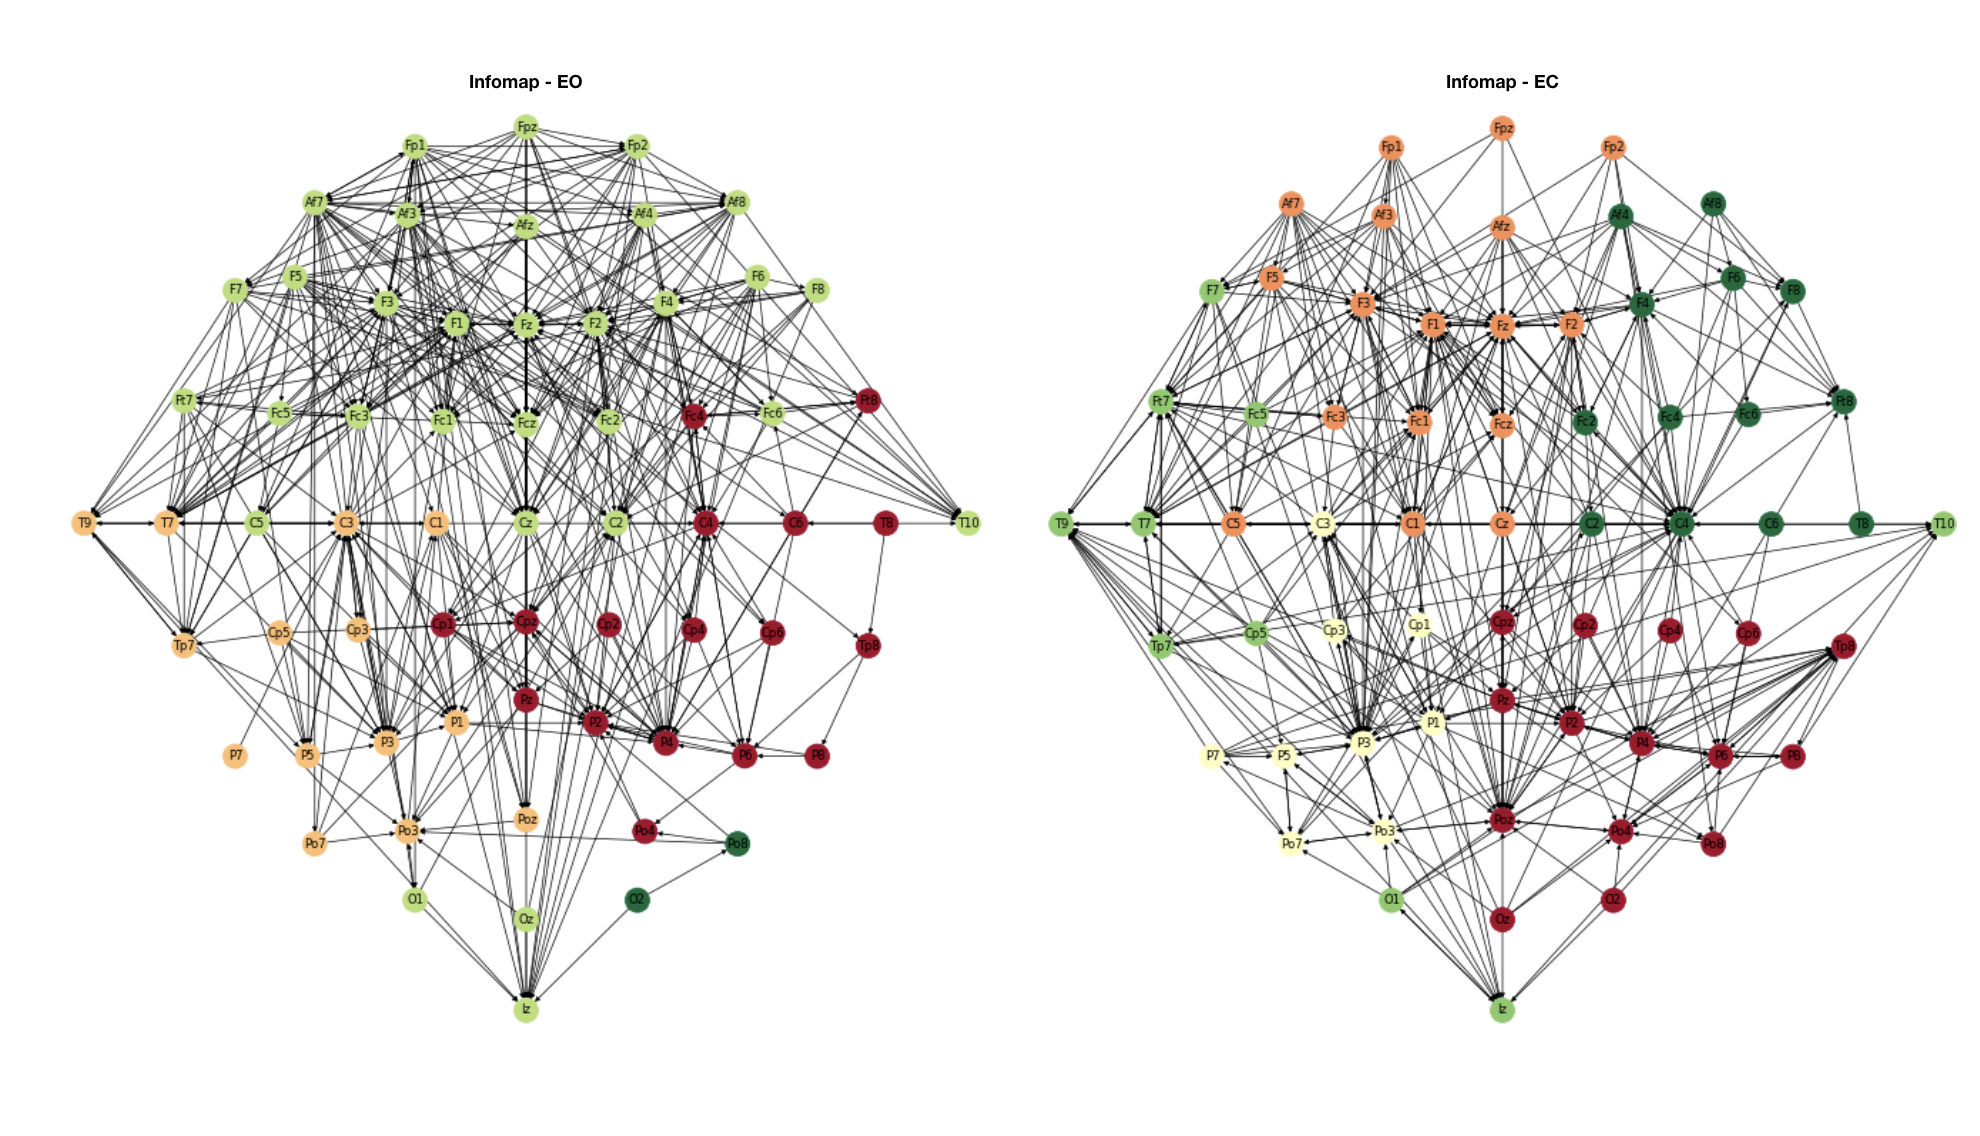 Infomap - EO
Infomap - EC
Fpz
Fp1
Fp2
Af7
Af3
Afz
Af4
Af8
F7
F5
F3
F1
Fz
F2
F4
F6
F8
Ft7
Fc5
Fc3
Fc1
Fcz
Fc2
Fc4
Fc6
Ft8
T9
T7
C5
C3
C1
Cz
C2
C4
C6
T8
T10
Tp7
Cp5
Cp3
Cp1
Cpz
Cp2
Cp4
Cp6
Tp8
P7
P5
P3
P1
Pz
P2
P4
P6
P8
Po7
Po3
Poz
Po4
Po8
O1
Oz
O2
Iz
Fpz
Fp1
Fp2
Af7
Af3
Afz
Af4
Af8
F7
F5
F3
F1
Fz
F2
F4
F6
F8
Ft7
Fc5
Fc3
Fc1
Fcz
Fc2
Fc4
Fc6
Ft8
T9
T7
C5
C3
C1
Cz
C2
C4
C6
T8
T10
Tp7
Cp5
Cp3
Cp1
Cpz
Cp2
Cp4
Cp6
Tp8
P7
P5
P3
P1
Pz
P2
P4
P6
P8
Po7
Po3
Poz
Po4
Po8
O1
Oz
O2
Iz